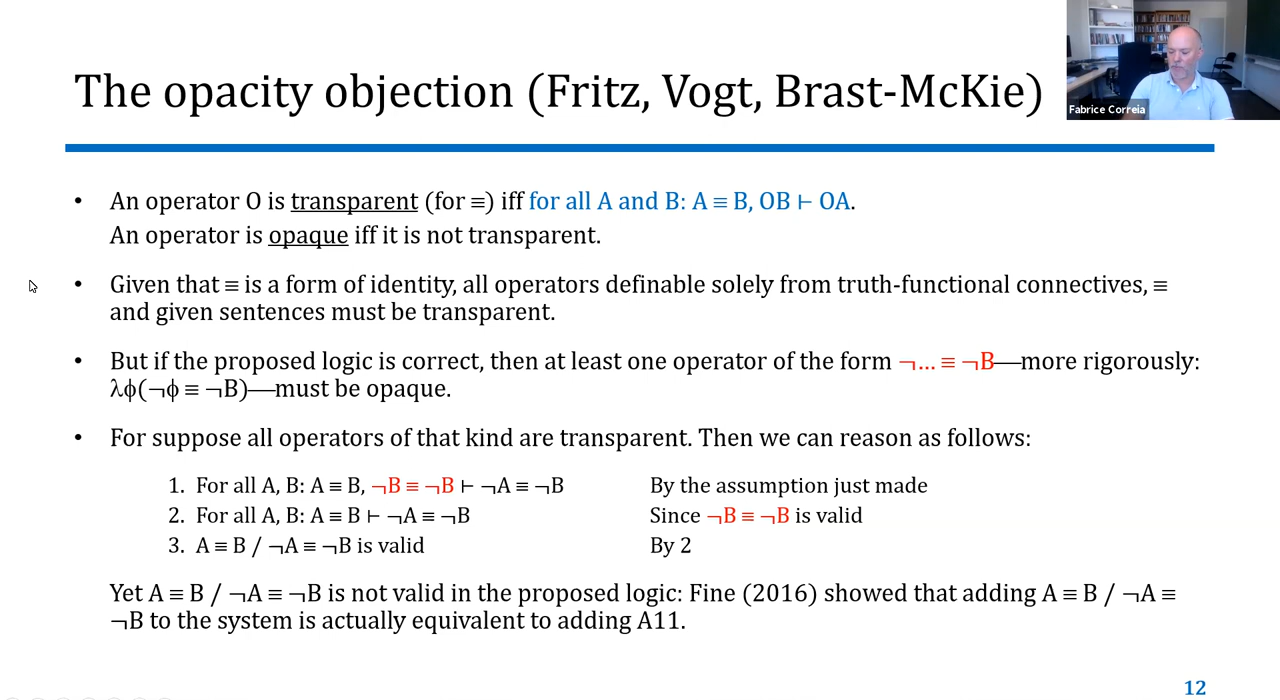 The opacity objection (Fritz, Vogt, Brast-McKie)
Fabrice Correia
• An operator O is transparent (for ≡) iff for all A and B: A ≡ B, OB ⊢ OA.
An operator is opaque iff it is not transparent.
• Given that ≡ is a form of identity, all operators definable solely from truth-functional connectives, ≡
and given sentences must be transparent.
• But if the proposed logic is correct, then at least one operator of the form ¬… ≡ ¬B—more rigorously:
λϕ(¬ϕ ≡ ¬B)—must be opaque.
• For suppose all operators of that kind are transparent. Then we can reason as follows:
1. For all A, B: A ≡ B, ¬B ≡ ¬B ⊢ ¬A ≡ ¬B By the assumption just made
2. For all A, B: A ≡ B ⊢ ¬A ≡ ¬B Since ¬B ≡ ¬B is valid
3. A ≡ B / ¬A ≡ ¬B is valid By 2
Yet A ≡ B / ¬A ≡ ¬B is not valid in the proposed logic: Fine (2016) showed that adding A ≡ B / ¬A ≡
¬B to the system is actually equivalent to adding A11.
12